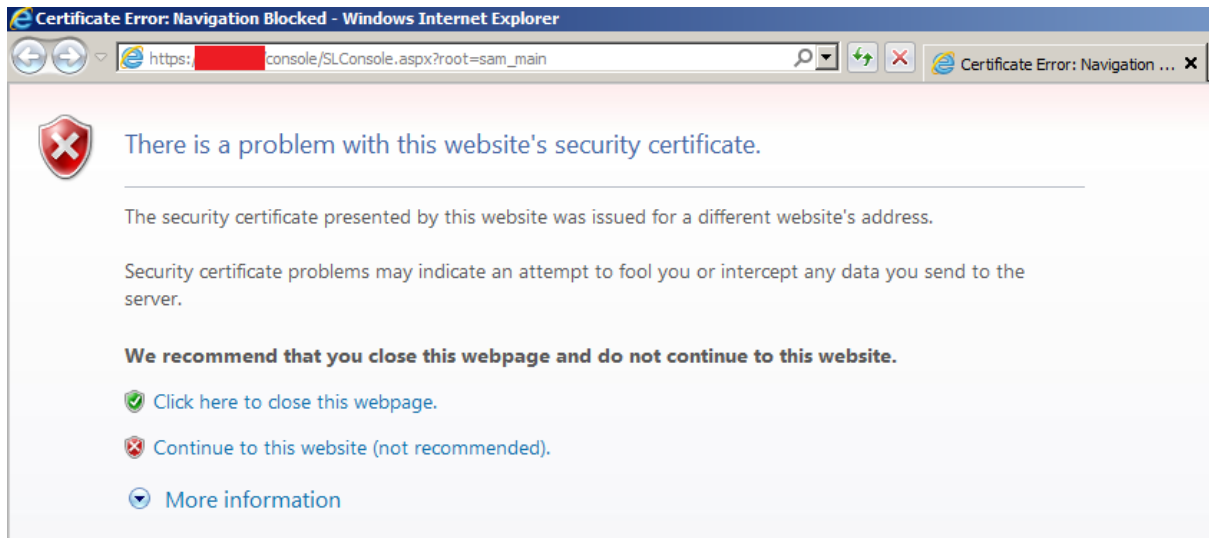 Certificate Error: Navigation Blocked - Windows Internet Explorer
https:/ console/SLConsole.aspx?root=sam_main
Certificate Error: Navigation ...
There is a problem with this website's security certificate.
The security certificate presented by this website was issued for a different website's address.
Security certificate problems may indicate an attempt to fool you or intercept any data you send to the
server.
We recommend that you close this webpage and do not continue to this website.
Click here to close this webpage.
Continue to this website (not recommended).
More information